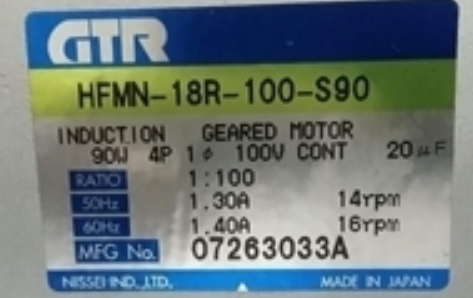 GTR
HFMN-18R-100-S90
INDUCTION GEARED MOTOR
90W 4P 1φ 100V CONT 20μF
RATIO 1:100
50Hz 1.30A 14rpm
60Hz 1.40A 16rpm
MFG No. 07263033A
NISSEI IND., LTD. MADE IN JAPAN